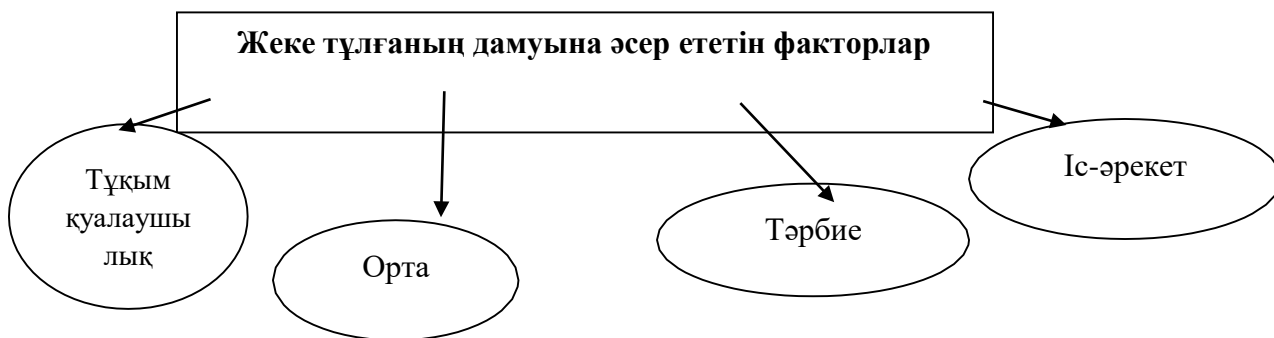 Жеке тұлғаның дамуына әсер ететін факторлар
Тұқым
қуалаушы
лық
Орта
Тәрбие
Іс-әрекет